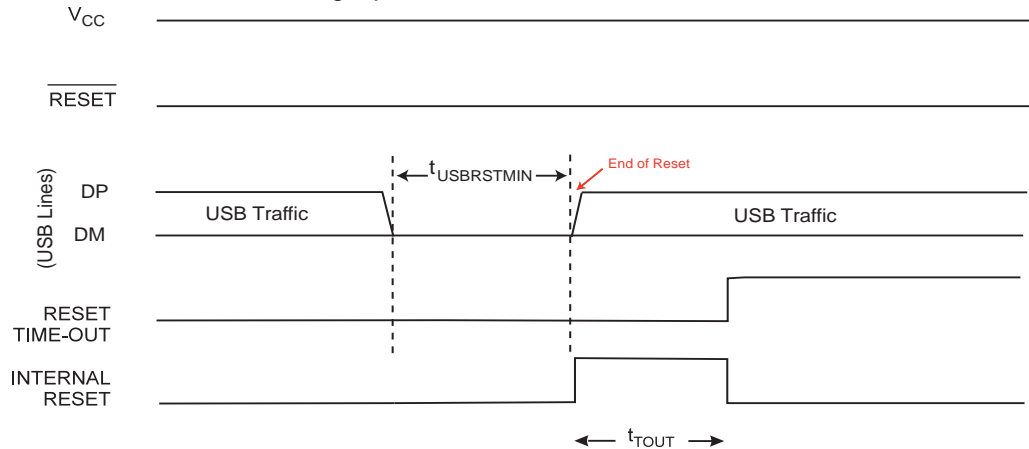 VCC
RESET
(USB Lines)
DP
DM
tUSBRSTMIN
End of Reset
USB Traffic
USB Traffic
RESET
TIME-OUT
INTERNAL
RESET
tTOUT